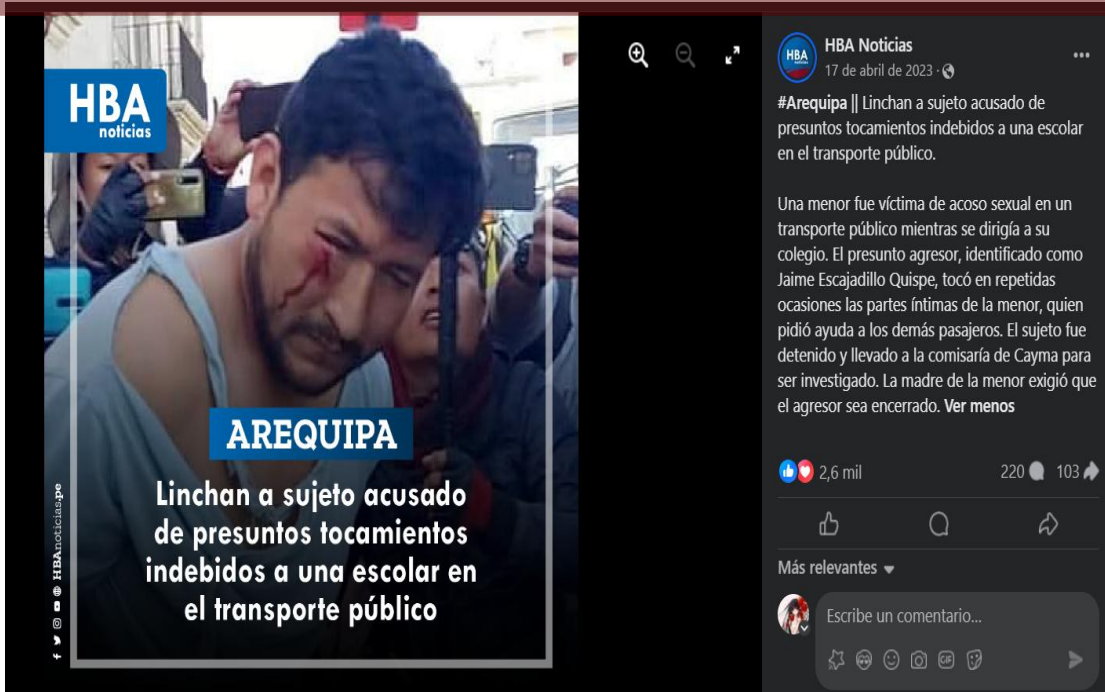 HBA
noticias
AREQUIPA
Linchan a sujeto acusado
de presuntos tocamientos
indebidos a una escolar en
el transporte público
HBAnoticias.pe
HBA
noticias
HBA Noticias
17 de abril de 2023 ·
#Arequipa || Linchan a sujeto acusado de
presuntos tocamientos indebidos a una escolar
en el transporte público.
Una menor fue víctima de acoso sexual en un
transporte público mientras se dirigía a su
colegio. El presunto agresor, identificado como
Jaime Escajadillo Quispe, tocó en repetidas
ocasiones las partes íntimas de la menor, quien
pidió ayuda a los demás pasajeros. El sujeto fue
detenido y llevado a la comisaría de Cayma para
ser investigado. La madre de la menor exigió que
el agresor sea encerrado. Ver menos
2,6 mil
220
103
Más relevantes
Escribe un comentario...
GIF